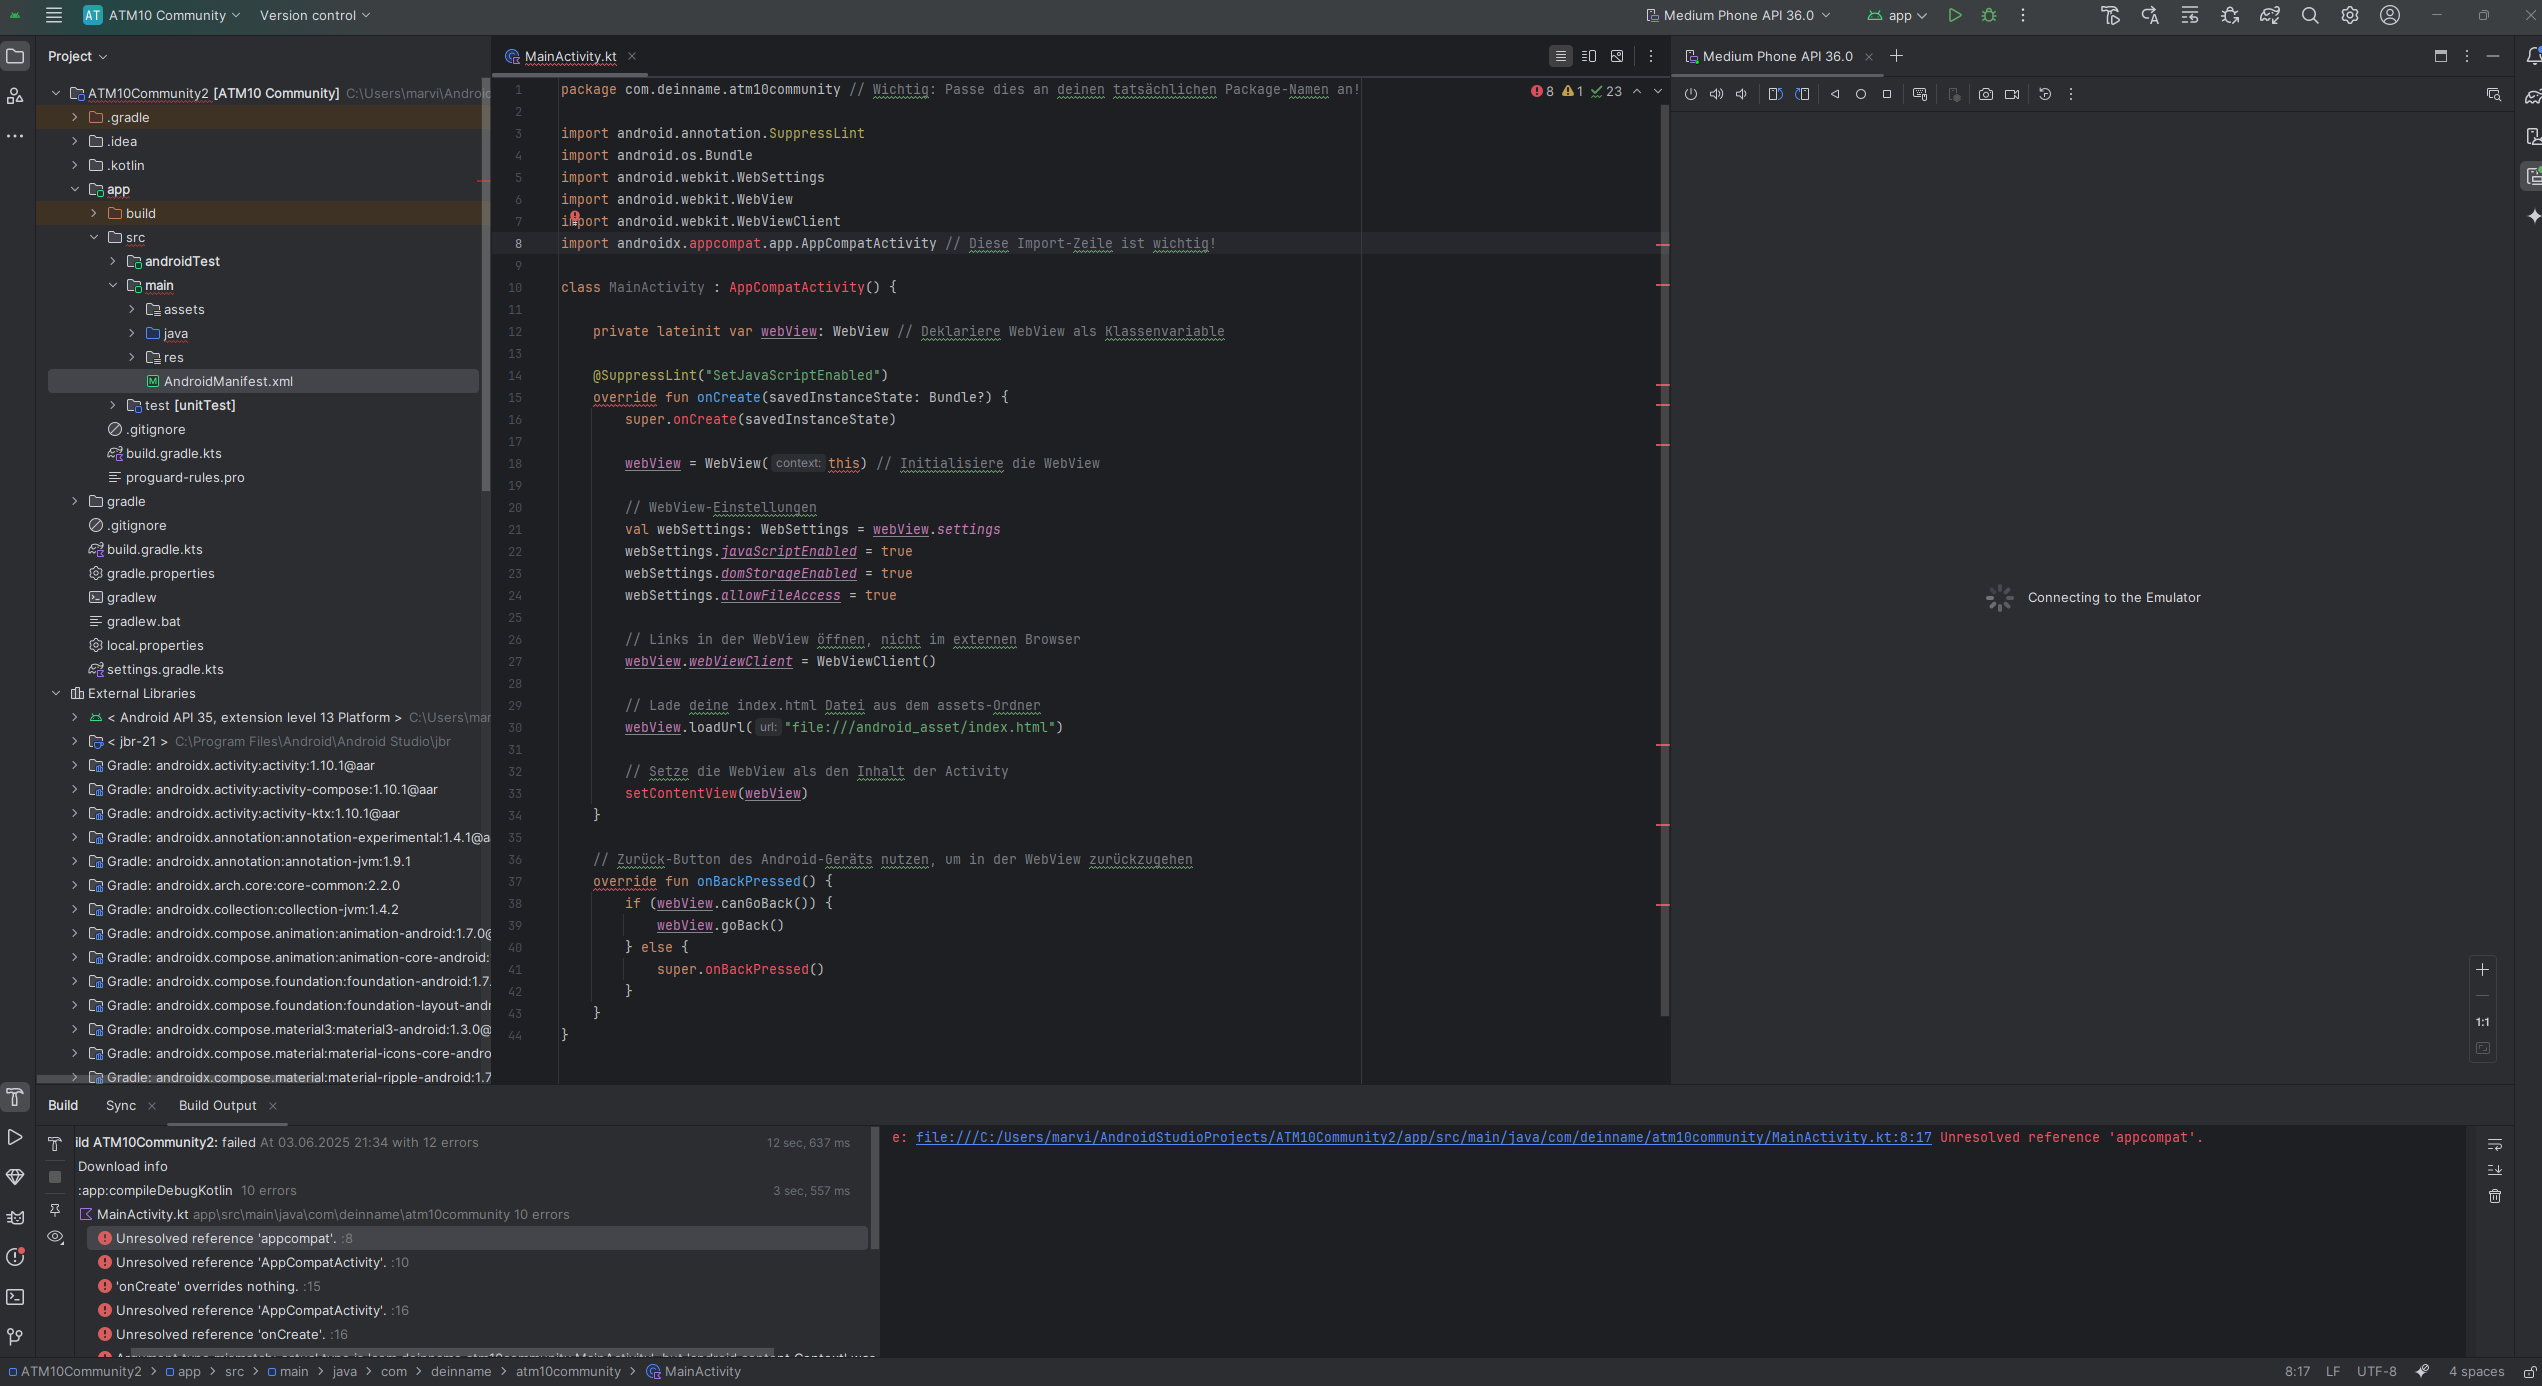 AT ATM10 Community Version control Medium Phone API 36.0 app
Project
ATM10Community2 [ATM10 Community] C:\Users\marvi\Androi
.gradle
.idea
.kotlin
app
build
src
androidTest
main
assets
java
res
AndroidManifest.xml
test [unitTest]
.gitignore
build.gradle.kts
proguard-rules.pro
gradle
.gitignore
build.gradle.kts
gradle.properties
gradlew
gradlew.bat
local.properties
settings.gradle.kts
External Libraries
< Android API 35, extension level 13 Platform > C:\Users\mar
< jbr-21 > C:\Program Files\Android\Android Studio\jbr
Gradle: androidx.activity:activity:1.10.1@aar
Gradle: androidx.activity:activity-compose:1.10.1@aar
Gradle: androidx.activity:activity-ktx:1.10.1@aar
Gradle: androidx.annotation:annotation-experimental:1.4.1@a
Gradle: androidx.annotation:annotation-jvm:1.9.1
Gradle: androidx.arch.core:core-common:2.2.0
Gradle: androidx.collection:collection-jvm:1.4.2
Gradle: androidx.compose.animation:animation-android:1.7.0@
Gradle: androidx.compose.animation:animation-core-android:
Gradle: androidx.compose.foundation:foundation-android:1.7.
Gradle: androidx.compose.foundation:foundation-layout-andr
Gradle: androidx.compose.material3:material3-android:1.3.0@
Gradle: androidx.compose.material:material-icons-core-andro
Gradle: androidx.compose.material:material-ripple-android:1.7
MainActivity.kt
8 1 23
1 package com.deinname.atm10community // Wichtig: Passe dies an deinen tatsächlichen Package-Namen an!
2
3 import android.annotation.SuppressLint
4 import android.os.Bundle
5 import android.webkit.WebSettings
6 import android.webkit.WebView
7 import android.webkit.WebViewClient
8 import androidx.appcompat.app.AppCompatActivity // Diese Import-Zeile ist wichtig!
9
10 class MainActivity : AppCompatActivity() {
11
12 private lateinit var webView: WebView // Deklariere WebView als Klassenvariable
13
14 @SuppressLint("SetJavaScriptEnabled")
15 override fun onCreate(savedInstanceState: Bundle?) {
16 super.onCreate(savedInstanceState)
17
18 webView = WebView( context: this) // Initialisiere die WebView
19
20 // WebView-Einstellungen
21 val webSettings: WebSettings = webView.settings
22 webSettings.javaScriptEnabled = true
23 webSettings.domStorageEnabled = true
24 webSettings.allowFileAccess = true
25
26 // Links in der WebView öffnen, nicht im externen Browser
27 webView.webViewClient = WebViewClient()
28
29 // Lade deine index.html Datei aus dem assets-Ordner
30 webView.loadUrl( url: "file:///android_asset/index.html")
31
32 // Setze die WebView als den Inhalt der Activity
33 setContentView(webView)
34 }
35
36 // Zurück-Button des Android-Geräts nutzen, um in der WebView zurückzugehen
37 override fun onBackPressed() {
38 if (webView.canGoBack()) {
39 webView.goBack()
40 } else {
41 super.onBackPressed()
42 }
43 }
44 }
Medium Phone API 36.0
Connecting to the Emulator
1:1
Build Sync Build Output
ild ATM10Community2: failed At 03.06.2025 21:34 with 12 errors 12 sec, 637 ms
Download info
:app:compileDebugKotlin 10 errors 3 sec, 557 ms
MainActivity.kt app\src\main\java\com\deinname\atm10community 10 errors
Unresolved reference 'appcompat'. :8
Unresolved reference 'AppCompatActivity'. :10
'onCreate' overrides nothing. :15
Unresolved reference 'AppCompatActivity'. :16
Unresolved reference 'onCreate'. :16
e: file:///C:/Users/marvi/AndroidStudioProjects/ATM10Community2/app/src/main/java/com/deinname/atm10community/MainActivity.kt:8:17 Unresolved reference 'appcompat'.
ATM10Community2 > app > src > main > java > com > deinname > atm10community > MainActivity
8:17 LF UTF-8 4 spaces